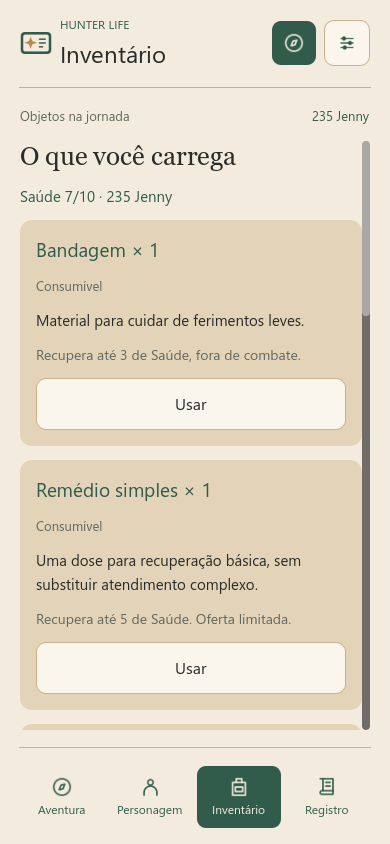 HUNTER LIFE
Inventário
Objetos na jornada
235 Jenny
O que você carrega
Saúde 7/10 · 235 Jenny
Bandagem × 1
Consumível
Material para cuidar de ferimentos leves.
Recupera até 3 de Saúde, fora de combate.
Usar
Remédio simples × 1
Consumível
Uma dose para recuperação básica, sem
substituir atendimento complexo.
Recupera até 5 de Saúde. Oferta limitada.
Usar
Aventura
Personagem
Inventário
Registro